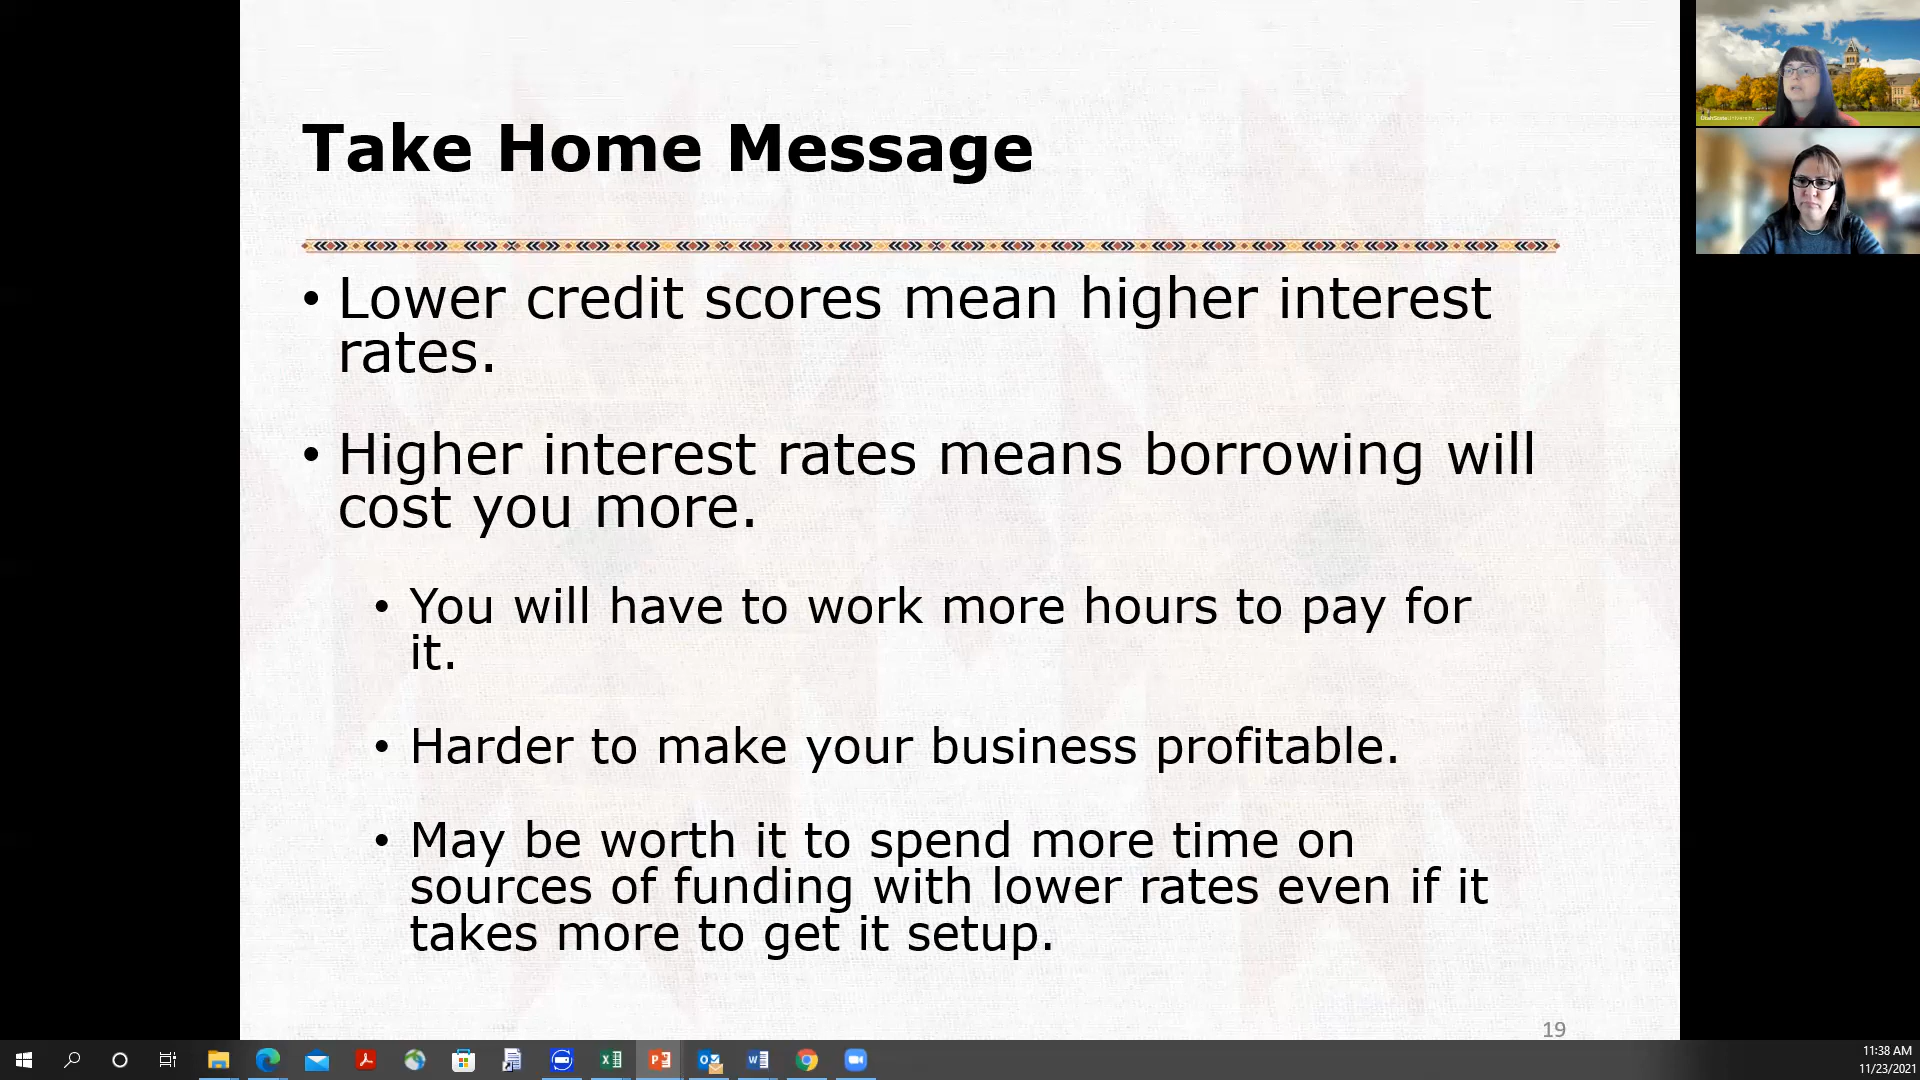 Take Home Message
• Lower credit scores mean higher interest
rates.
• Higher interest rates means borrowing will
cost you more.
• You will have to work more hours to pay for
it.
• Harder to make your business profitable.
• May be worth it to spend more time on
sources of funding with lower rates even if it
takes more to get it setup.
19
UtahStateUniversity
11:38 AM
11/23/2021